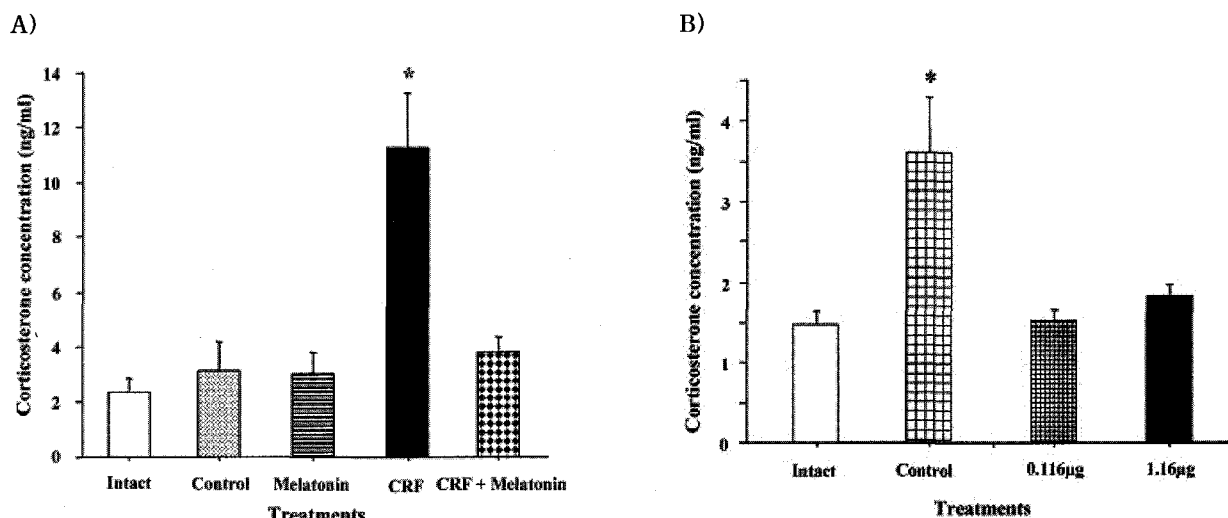 A)
Corticosterone concentration (ng/ml)
14
12
10
8
6
4
2
0
*
Intact
Control
Melatonin
CRF
CRF + Melatonin
Treatments
B)
Corticosterone concentration (ng/ml)
4
3
2
1
0
*
Intact
Control
0.116µg
1.16µg
Treatments